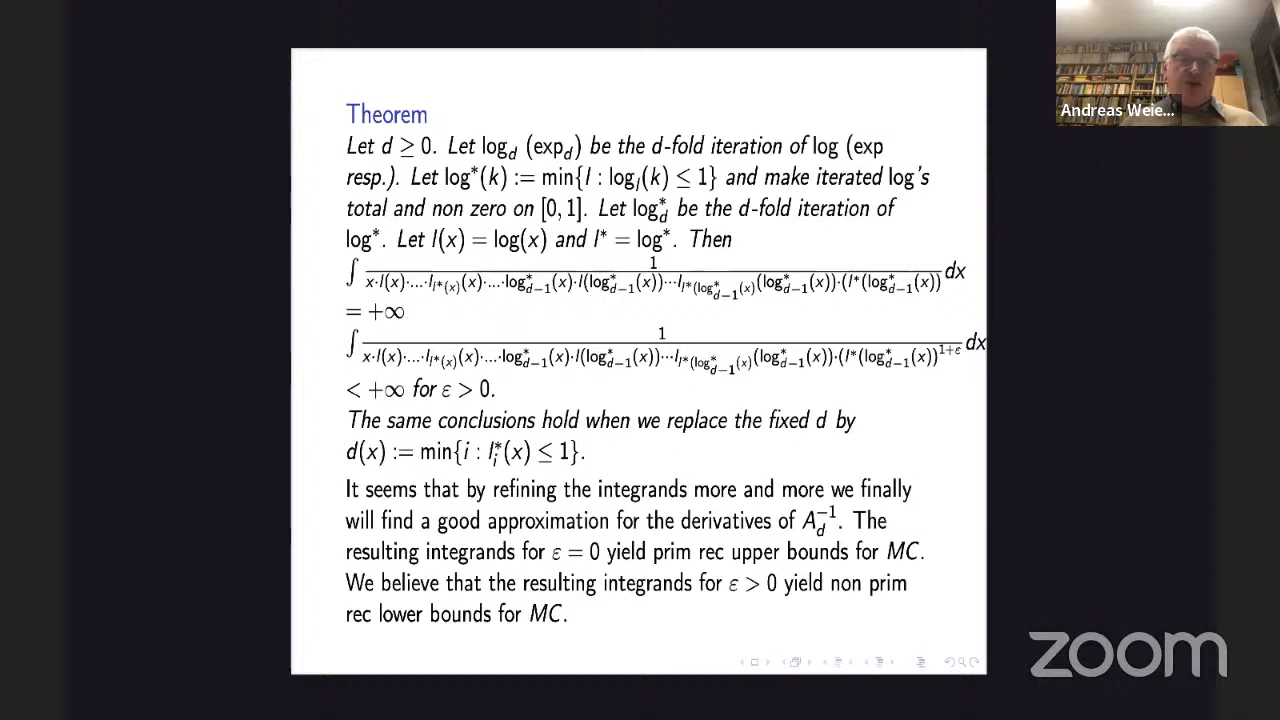 Andreas Weie...
Theorem
Let d ≥ 0. Let log_d (exp_d) be the d-fold iteration of log (exp
resp.). Let log*(k) := min{l : log_l(k) ≤ 1} and make iterated log's
total and non zero on [0, 1]. Let log*_d be the d-fold iteration of
log*. Let l(x) = log(x) and l* = log*. Then
∫ 1/(x·l(x)·...·l_{l*(x)}(x)·...·log*_{d−1}(x)·l(log*_{d−1}(x))···l_{l*(log*_{d−1}(x))}(log*_{d−1}(x))·(l*(log*_{d−1}(x))) dx
= +∞
∫ 1/(x·l(x)·...·l_{l*(x)}(x)·...·log*_{d−1}(x)·l(log*_{d−1}(x))···l_{l*(log*_{d−1}(x))}(log*_{d−1}(x))·(l*(log*_{d−1}(x))^{1+ε}) dx
< +∞ for ε > 0.
The same conclusions hold when we replace the fixed d by
d(x) := min{i : l*_i(x) ≤ 1}.
It seems that by refining the integrands more and more we finally
will find a good approximation for the derivatives of A_d^{−1}. The
resulting integrands for ε = 0 yield prim rec upper bounds for MC.
We believe that the resulting integrands for ε > 0 yield non prim
rec lower bounds for MC.
zoom